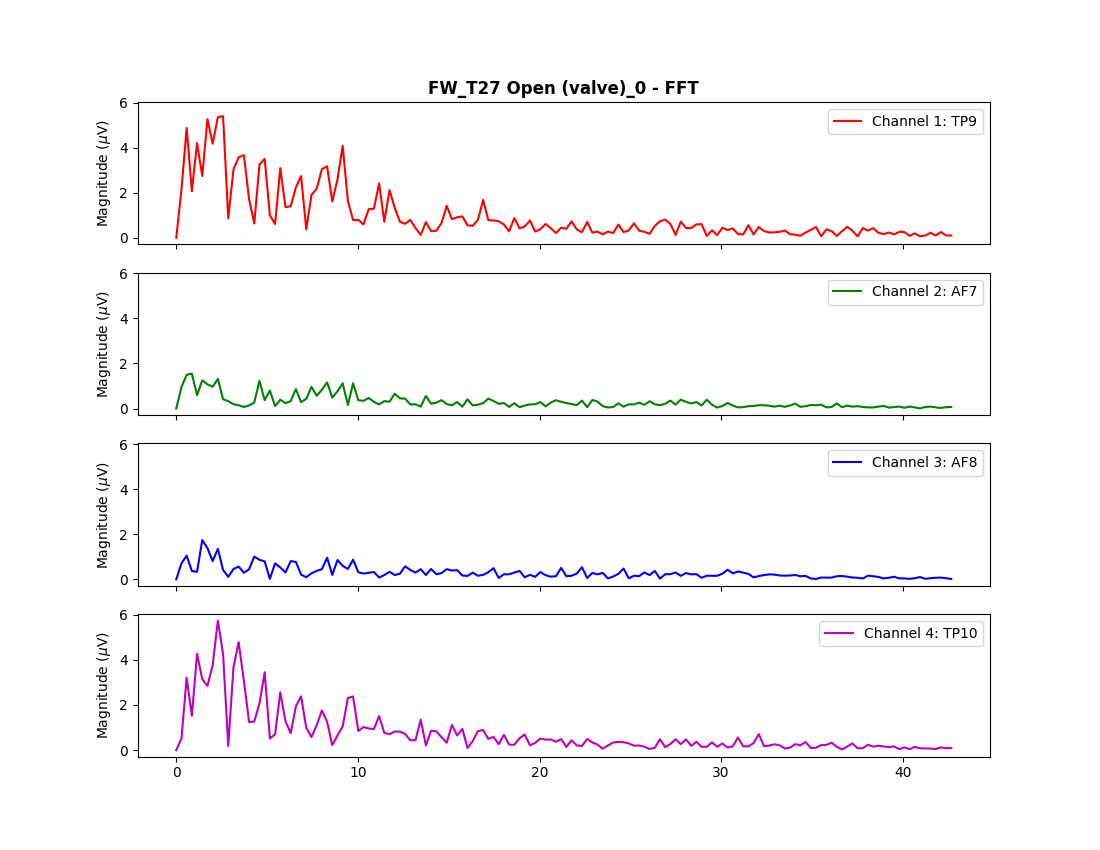 FW_T27 Open (valve)_0 - FFT
6
4
2
0
Magnitude (μV)
Channel 1: TP9
6
4
2
0
Magnitude (μV)
Channel 2: AF7
6
4
2
0
Magnitude (μV)
Channel 3: AF8
6
4
2
0
Magnitude (μV)
Channel 4: TP10
0 10 20 30 40